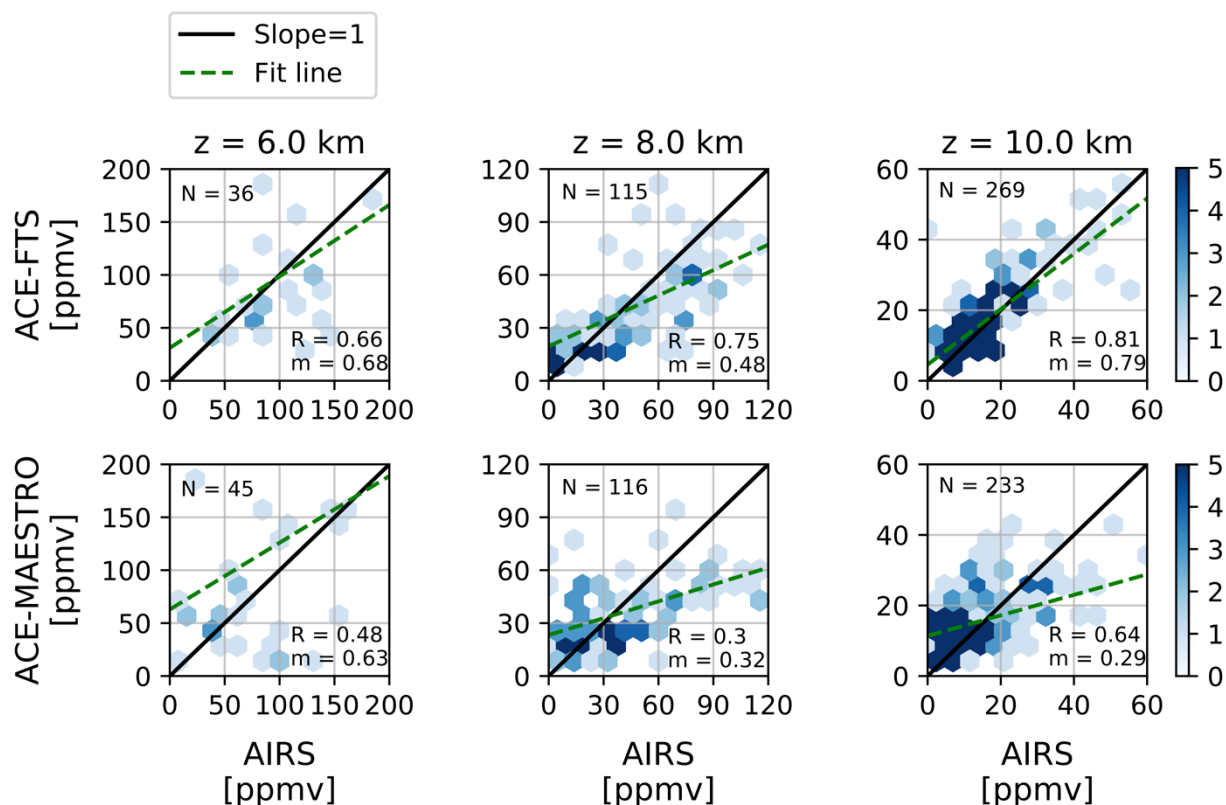 Slope=1
Fit line
z = 6.0 km
z = 8.0 km
z = 10.0 km
ACE-FTS
[ppmv]
200
150
100
50
0
N = 36
R = 0.66
m = 0.68
0 50 100 150 200
120
90
60
30
0
N = 115
R = 0.75
m = 0.48
0 30 60 90 120
60
40
20
0
N = 269
R = 0.81
m = 0.79
0 20 40 60
5
4
3
2
1
0
ACE-MAESTRO
[ppmv]
200
150
100
50
0
N = 45
R = 0.48
m = 0.63
0 50 100 150 200
AIRS
[ppmv]
120
90
60
30
0
N = 116
R = 0.3
m = 0.32
0 30 60 90 120
AIRS
[ppmv]
60
40
20
0
N = 233
R = 0.64
m = 0.29
0 20 40 60
AIRS
[ppmv]
5
4
3
2
1
0